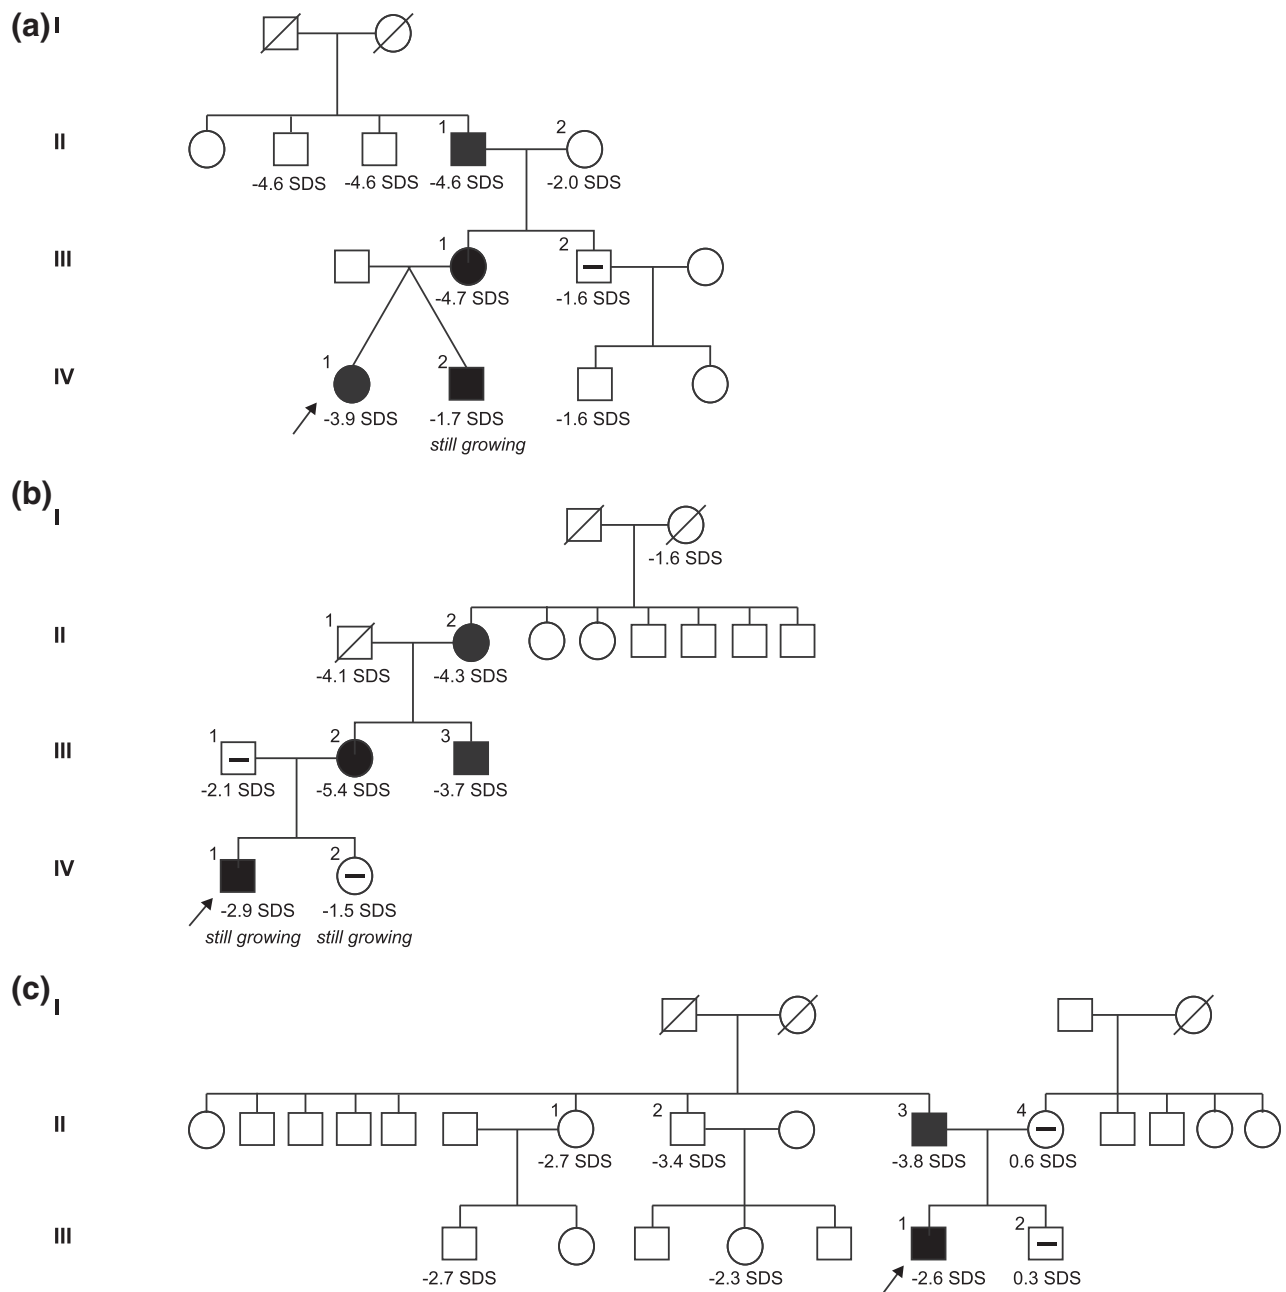 (a) I
II
1 2
-4.6 SDS -4.6 SDS -4.6 SDS -2.0 SDS
III
1 2
-4.7 SDS -1.6 SDS
IV
1 2
-3.9 SDS -1.7 SDS -1.6 SDS
still growing
(b) I
-1.6 SDS
II
1 2
-4.1 SDS -4.3 SDS
III
1 2 3
-2.1 SDS -5.4 SDS -3.7 SDS
IV
1 2
-2.9 SDS -1.5 SDS
still growing still growing
(c) I
II
1 2 3 4
-2.7 SDS -3.4 SDS -3.8 SDS 0.6 SDS
III
1 2
-2.7 SDS -2.3 SDS -2.6 SDS 0.3 SDS